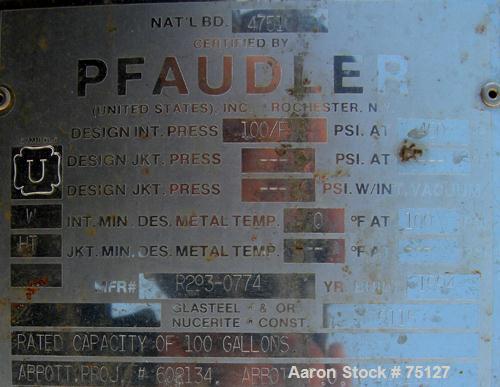 NAT'L BD. 4751
CERTIFIED BY
PFAUDLER
(UNITED STATES), INC. ROCHESTER, N.Y.
DESIGN INT. PRESS 100/F PSI. AT 400
U DESIGN JKT. PRESS --- PSI. AT
DESIGN JKT. PRESS --- PSI. W/INT. VACUUM
W INT. MIN. DES. METAL TEMP. °F AT 100
HT JKT. MIN. DES. METAL TEMP. °F AT
MFR# R293-0774 YR. BUILT
GLASTEEL & OR
NUCERITE CONST.
RATED CAPACITY OF 100 GALLONS
ABBOTT PROJ. # 608134, ABBOTT
Aaron Stock # 75127